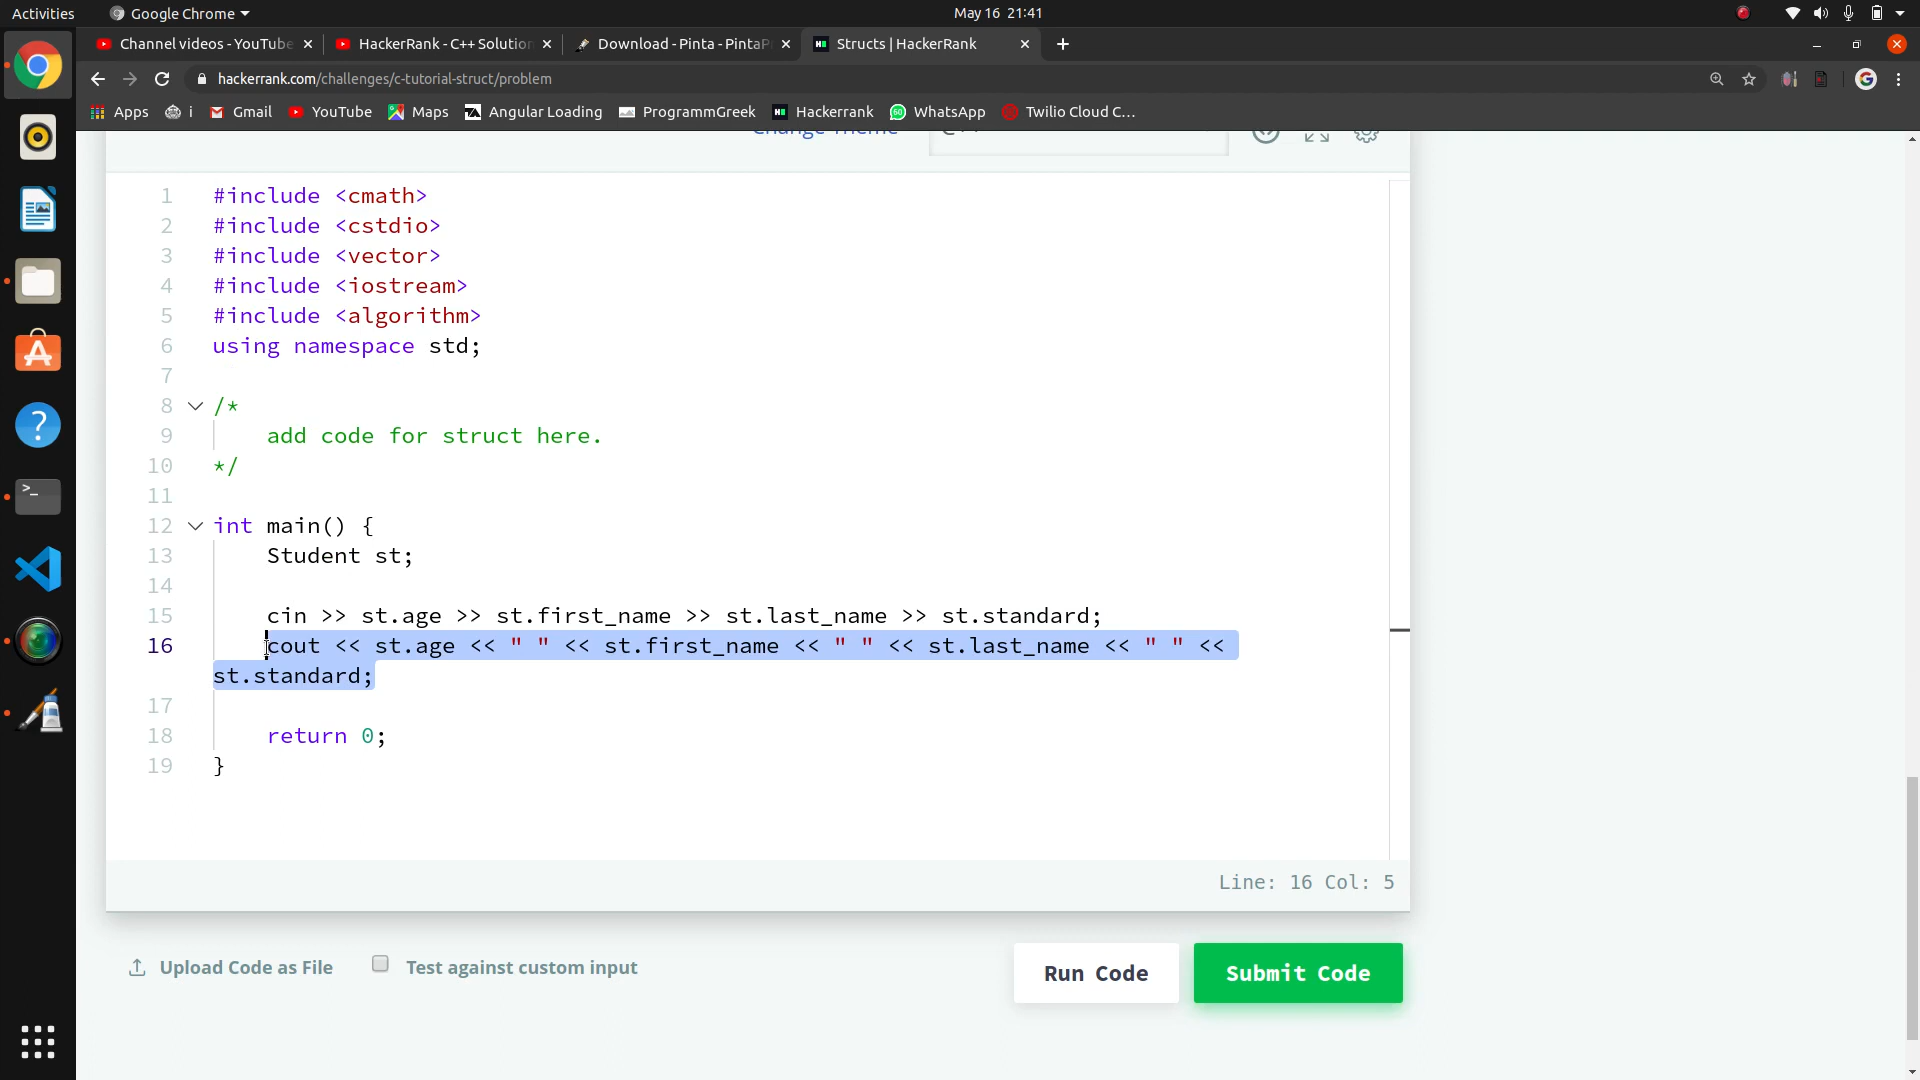 Activities Google Chrome May 16 21:41
Channel videos - YouTube HackerRank - C++ Solution Download - Pinta - PintaP Structs | HackerRank
hackerrank.com/challenges/c-tutorial-struct/problem
Apps i Gmail YouTube Maps Angular Loading ProgrammGreek Hackerrank WhatsApp Twilio Cloud C...
Change Theme C++
1 #include <cmath>
2 #include <cstdio>
3 #include <vector>
4 #include <iostream>
5 #include <algorithm>
6 using namespace std;
7
8 /*
9 add code for struct here.
10 */
11
12 int main() {
13 Student st;
14
15 cin >> st.age >> st.first_name >> st.last_name >> st.standard;
16 cout << st.age << " " << st.first_name << " " << st.last_name << " " <<
st.standard;
17
18 return 0;
19 }
Line: 16 Col: 5
Upload Code as File Test against custom input Run Code Submit Code